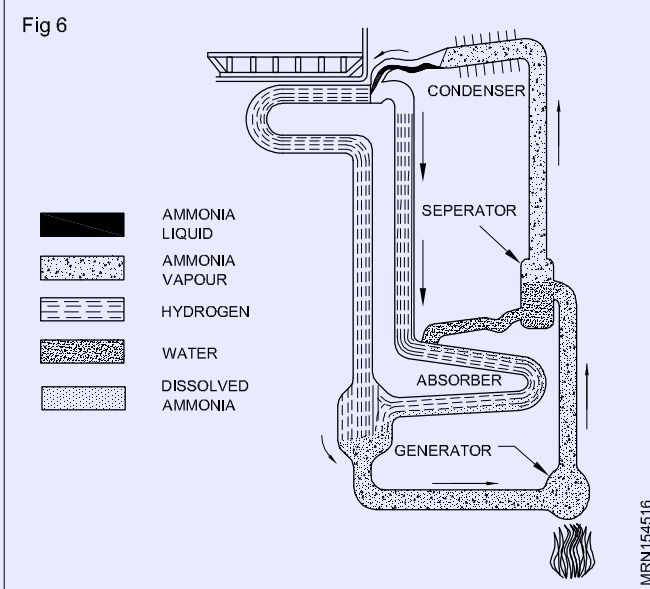 Fig 6
CONDENSER
SEPERATOR
AMMONIA
LIQUID
AMMONIA
VAPOUR
HYDROGEN
WATER
DISSOLVED
AMMONIA
ABSORBER
GENERATOR
MRN154516